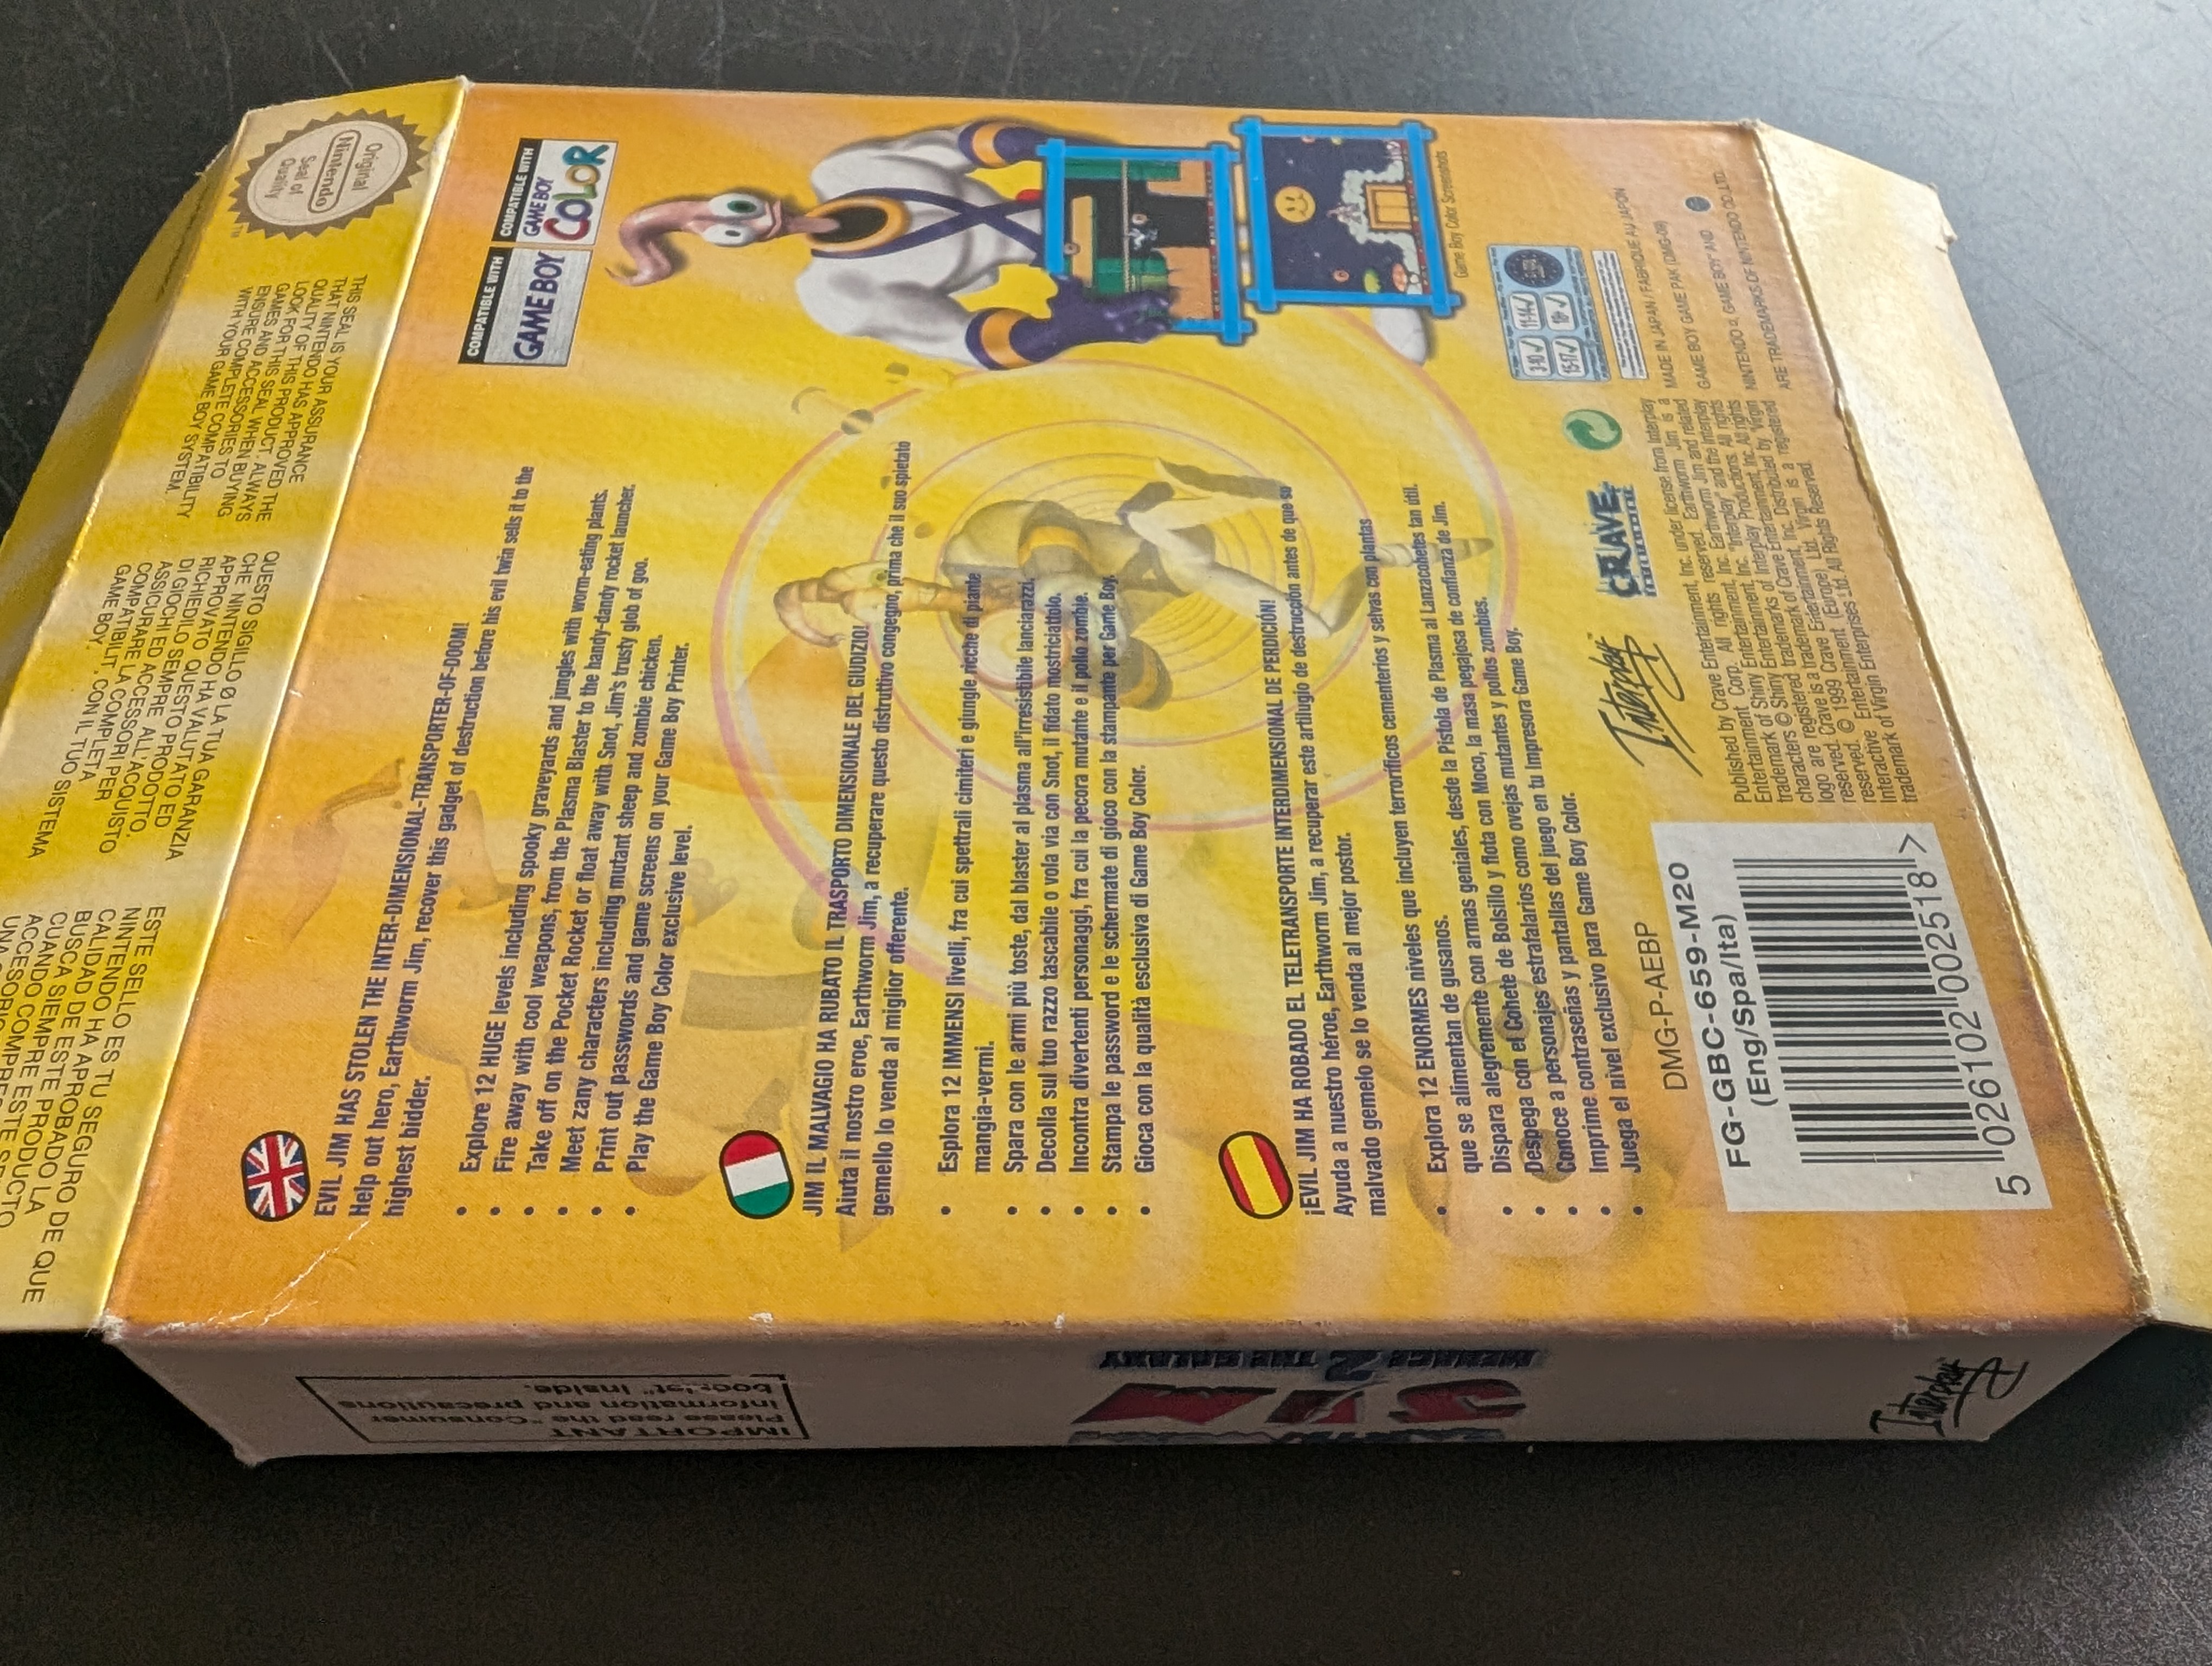 COMPATIBLE WITH
GAME BOY
COMPATIBLE WITH
GAME BOY
COLOR
EVIL JIM HAS STOLEN THE INTER-DIMENSIONAL-TRANSPORTER-OF-DOOM!
Help out hero, Earthworm Jim, recover this gadget of destruction before his evil twin sells it to the
highest bidder.
• Explore 12 HUGE levels including spooky graveyards and jungles with worm-eating plants.
• Fire away with cool weapons, from the Plasma Blaster to the handy-dandy rocket launcher.
• Take off on the Pocket Rocket or float away with Snot, Jim's trusty glob of goo.
• Meet zany characters including mutant sheep and zombie chicken.
• Print out passwords and game screens on your Game Boy Printer.
• Play the Game Boy Color exclusive level.
JIM IL MALVAGIO HA RUBATO IL TRASPORTO DIMENSIONALE DEL GIUDIZIO!
Aiuta il nostro eroe, Earthworm Jim, a recuperare questo distruttivo congegno, prima che il suo spietato
gemello lo venda al miglior offerente.
• Esplora 12 IMMENSI livelli, fra cui spettrali cimiteri e giungle ricche di piante
mangia-vermi.
• Spara con le armi più toste, dal blaster al plasma all'irresistibile lanciarazzi.
• Decolla sul tuo razzo tascabile o vola via con Snot, il fidato mostriciattolo.
• Incontra divertenti personaggi, fra cui la pecora mutante e il pollo zombie.
• Stampa le password e le schermate di gioco con la stampante per Game Boy.
• Gioca con la qualità esclusiva di Game Boy Color.
¡EVIL JIM HA ROBADO EL TELETRANSPORTE INTERDIMENSIONAL DE PERDICIÓN!
Ayuda a nuestro héroe, Earthworm Jim, a recuperar este artilugio de destrucción antes de que su
malvado gemelo se lo venda al mejor postor.
• Explora 12 ENORMES niveles que incluyen terroríficos cementerios y selvas con plantas
que se alimentan de gusanos.
• Dispara alegremente con armas geniales, desde la Pistola de Plasma al Lanzacohetes tan útil.
• Despega con el Cohete de Bolsillo y flota con Moco, la masa pegajosa de confianza de Jim.
• Conoce a personajes estrafalarios como ovejas mutantes y pollos zombies.
• Imprime contraseñas y pantallas del juego en tu Impresora Game Boy.
• Juega el nivel exclusivo para Game Boy Color.
Game Boy Color Screenshots
3-10 ✓ 11-14 ✓
15-17 ✓ 18+ ✓
DMG-P-AEBP
FG-GBC-659-M20
(Eng/Spa/Ita)
5 026102 002518 >
Interplay
CRAVE
ENTERTAINMENT
Published by Crave Entertainment, Inc. under license from Interplay
Entertainment Corp. All rights reserved. Earthworm Jim is a
trademark of Shiny Entertainment, Inc. Earthworm Jim and related
characters © Shiny Entertainment, Inc. "Interplay" and the Interplay
logo are trademarks of Interplay Productions. All rights
reserved. Crave is a registered trademark of Crave Entertainment, Inc. All rights
reserved. © 1999 Crave Entertainment, Inc. Distributed by Virgin
Interactive Entertainment (Europe) Ltd. Virgin is a registered
trademark of Virgin Enterprises Ltd. All Rights Reserved.
MADE IN JAPAN / FABRIQUE AU JAPON
GAME BOY GAME PAK (DMG-09)
NINTENDO ®, GAME BOY ® AND
ARE TRADEMARKS OF NINTENDO CO.,LTD.
Original
Nintendo
Seal of
Quality
TM
THIS SEAL IS YOUR ASSURANCE
THAT NINTENDO HAS APPROVED THE
QUALITY OF THIS PRODUCT. ALWAYS
LOOK FOR THIS SEAL WHEN BUYING
GAMES AND ACCESSORIES TO
ENSURE COMPLETE COMPATIBILITY
WITH YOUR GAME BOY SYSTEM.
QUESTO SIGILLO Ø LA TUA GARANZIA
CHE NINTENDO HA VALUTATO ED
APPROVATO QUESTO PRODOTTO.
RICHIEDILO SEMPRE ALL'ACQUISTO
DI GIOCHI ED ACCESSORI PER
ASSICURARE LA COMPLETA
COMPATIBILIT¸ CON IL TUO SISTEMA
GAME BOY.
ESTE SELLO ES TU SEGURO DE QUE
NINTENDO HA APROBADO LA
CALIDAD DE ESTE PRODUCTO.
BUSCA SIEMPRE ESTE SELLO
CUANDO COMPRES
ACCESORIOS
IMPORTANT
Please read the "Consumer
information and precautions
booklet" inside.
EARTHWORM
JIM
MENACE 2 THE GALAXY
Interplay